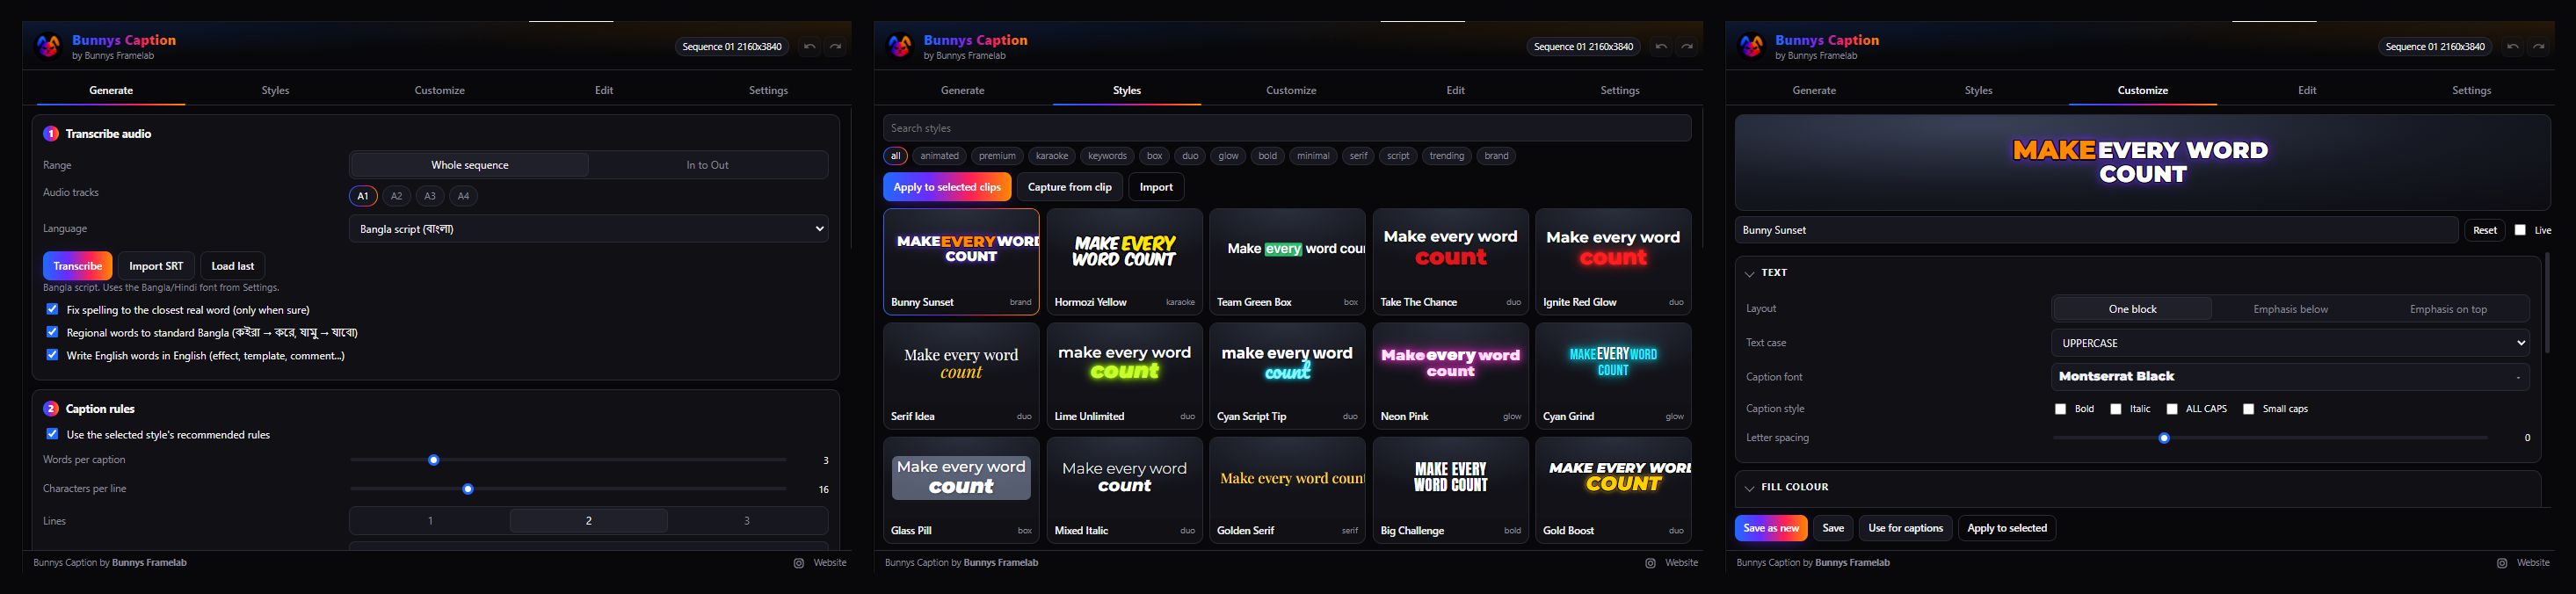 Bunnys Caption
by Bunnys Framelab
Sequence 01 2160x3840
Generate Styles Customize Edit Settings
1 Transcribe audio
Range Whole sequence In to Out
Audio tracks A1 A2 A3 A4
Language Bangla script (বাংলা)
Transcribe Import SRT Load last
Bangla script. Uses the Bangla/Hindi font from Settings.
Fix spelling to the closest real word (only when sure)
Regional words to standard Bangla (কইরা → করে, যামু → যাবো)
Write English words in English (effect, template, comment...)
2 Caption rules
Use the selected style's recommended rules
Words per caption 3
Characters per line 16
Lines 1 2 3
Bunnys Caption by Bunnys Framelab Website
Bunnys Caption
by Bunnys Framelab
Sequence 01 2160x3840
Generate Styles Customize Edit Settings
Search styles
all animated premium karaoke keywords box duo glow bold minimal serif script trending brand
Apply to selected clips Capture from clip Import
MAKE EVERY WORD
COUNT
Bunny Sunset brand
MAKE EVERY
WORD COUNT
Hormozi Yellow karaoke
Make every word coun
Team Green Box box
Make every word
count
Take The Chance duo
Make every word
count
Ignite Red Glow duo
Make every word
count
Serif Idea duo
make every word
count
Lime Unlimited duo
make every word
count
Cyan Script Tip duo
Make every word
count
Neon Pink glow
MAKE EVERY WORD
COUNT
Cyan Grind glow
Make every word
count
Glass Pill box
Make every word
count
Mixed Italic duo
Make every word count
Golden Serif serif
MAKE EVERY
WORD COUNT
Big Challenge bold
MAKE EVERY WORL
COUNT
Gold Boost duo
Bunnys Caption by Bunnys Framelab Website
Bunnys Caption
by Bunnys Framelab
Sequence 01 2160x3840
Generate Styles Customize Edit Settings
MAKE EVERY WORD
COUNT
Bunny Sunset Reset Live
TEXT
Layout One block Emphasis below Emphasis on top
Text case UPPERCASE
Caption font Montserrat Black -
Caption style Bold Italic ALL CAPS Small caps
Letter spacing 0
FILL COLOUR
Save as new Save Use for captions Apply to selected
Bunnys Caption by Bunnys Framelab Website